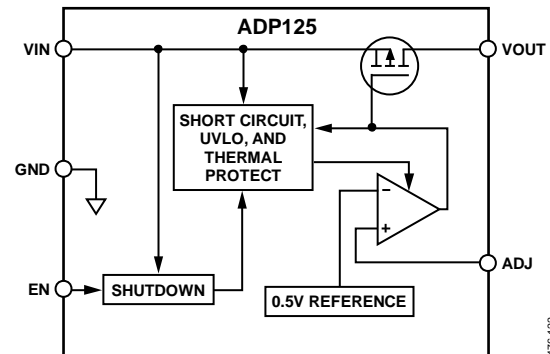 ADP125
VIN
VOUT
SHORT CIRCUIT,
UVLO, AND
THERMAL
PROTECT
GND
−
+
ADJ
EN
SHUTDOWN
0.5V REFERENCE